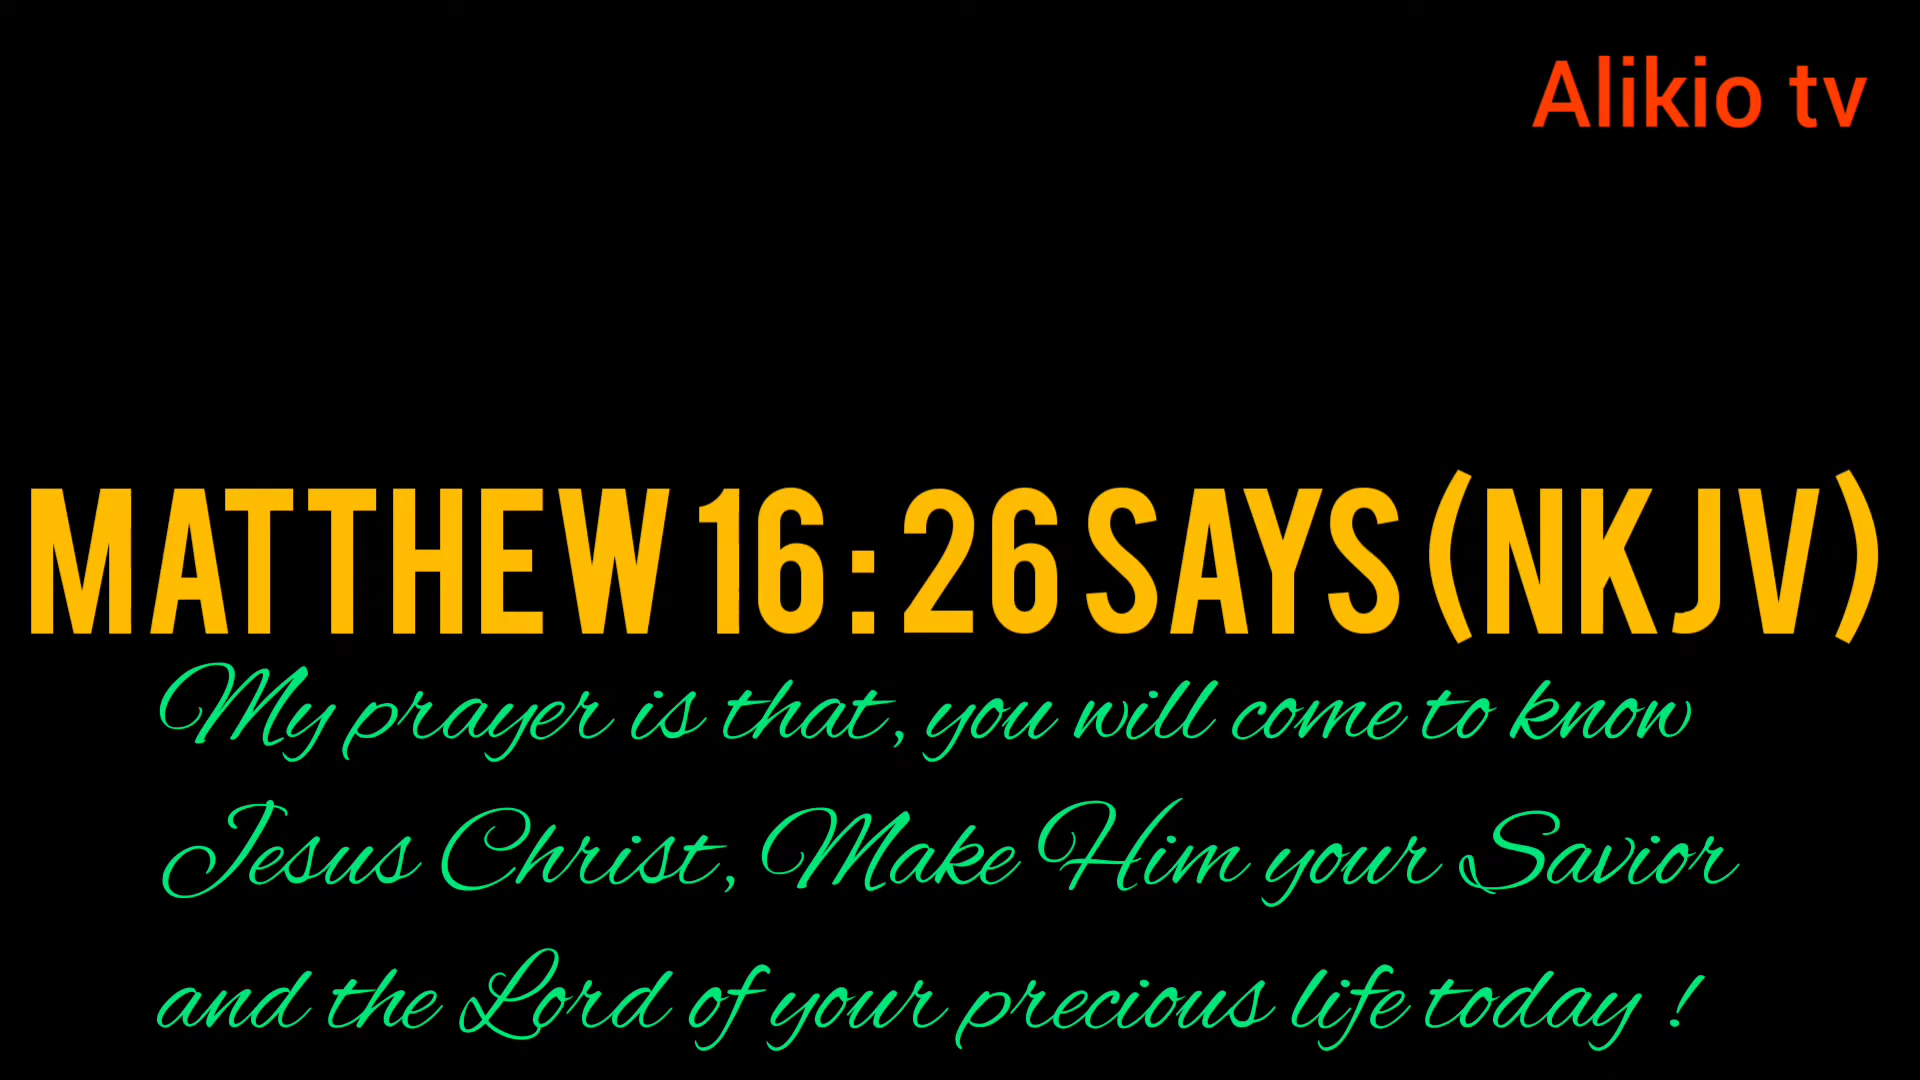 Alikio tv
MATTHEW 16:26 SAYS (NKJV)
My prayer is that, you will come to know
Jesus Christ, Make Him your Savior
and the Lord of your precious life today !